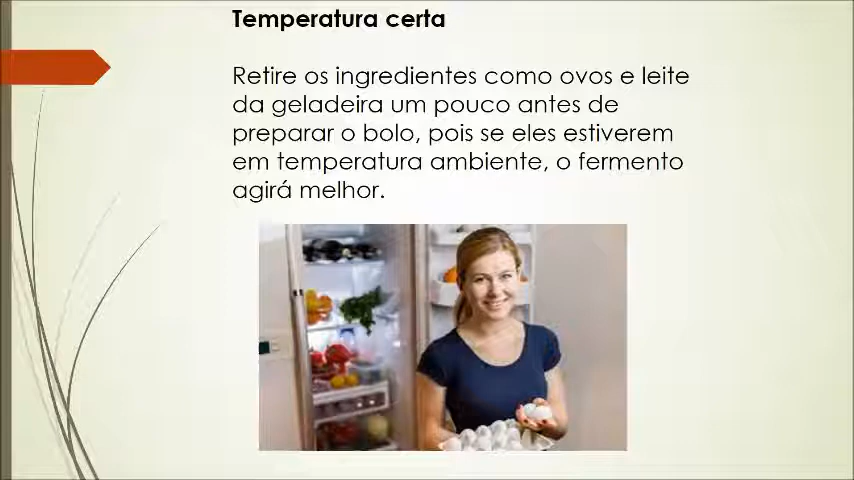 Temperatura certa
Retire os ingredientes como ovos e leite
da geladeira um pouco antes de
preparar o bolo, pois se eles estiverem
em temperatura ambiente, o fermento
agirá melhor.